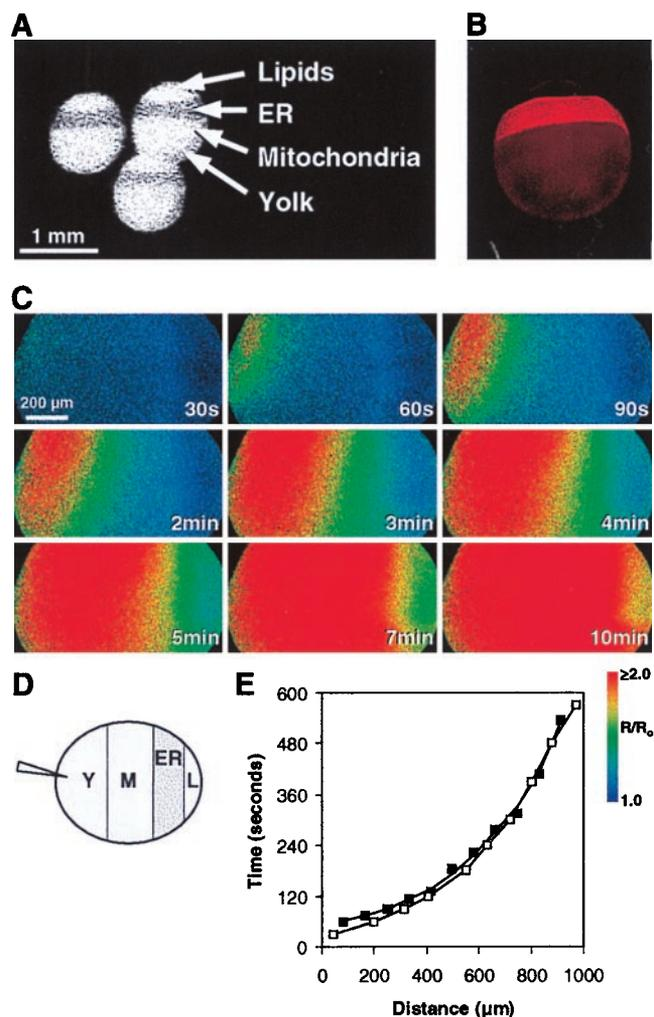 A
B
Lipids
ER
Mitochondria
Yolk
1 mm
C
200 μm
30s
60s
90s
2min
3min
4min
5min
7min
10min
D
Y
M
ER
L
E
Time (seconds)
600
480
360
240
120
0
0
200
400
600
800
1000
Distance (μm)
≥2.0
R/R₀
1.0